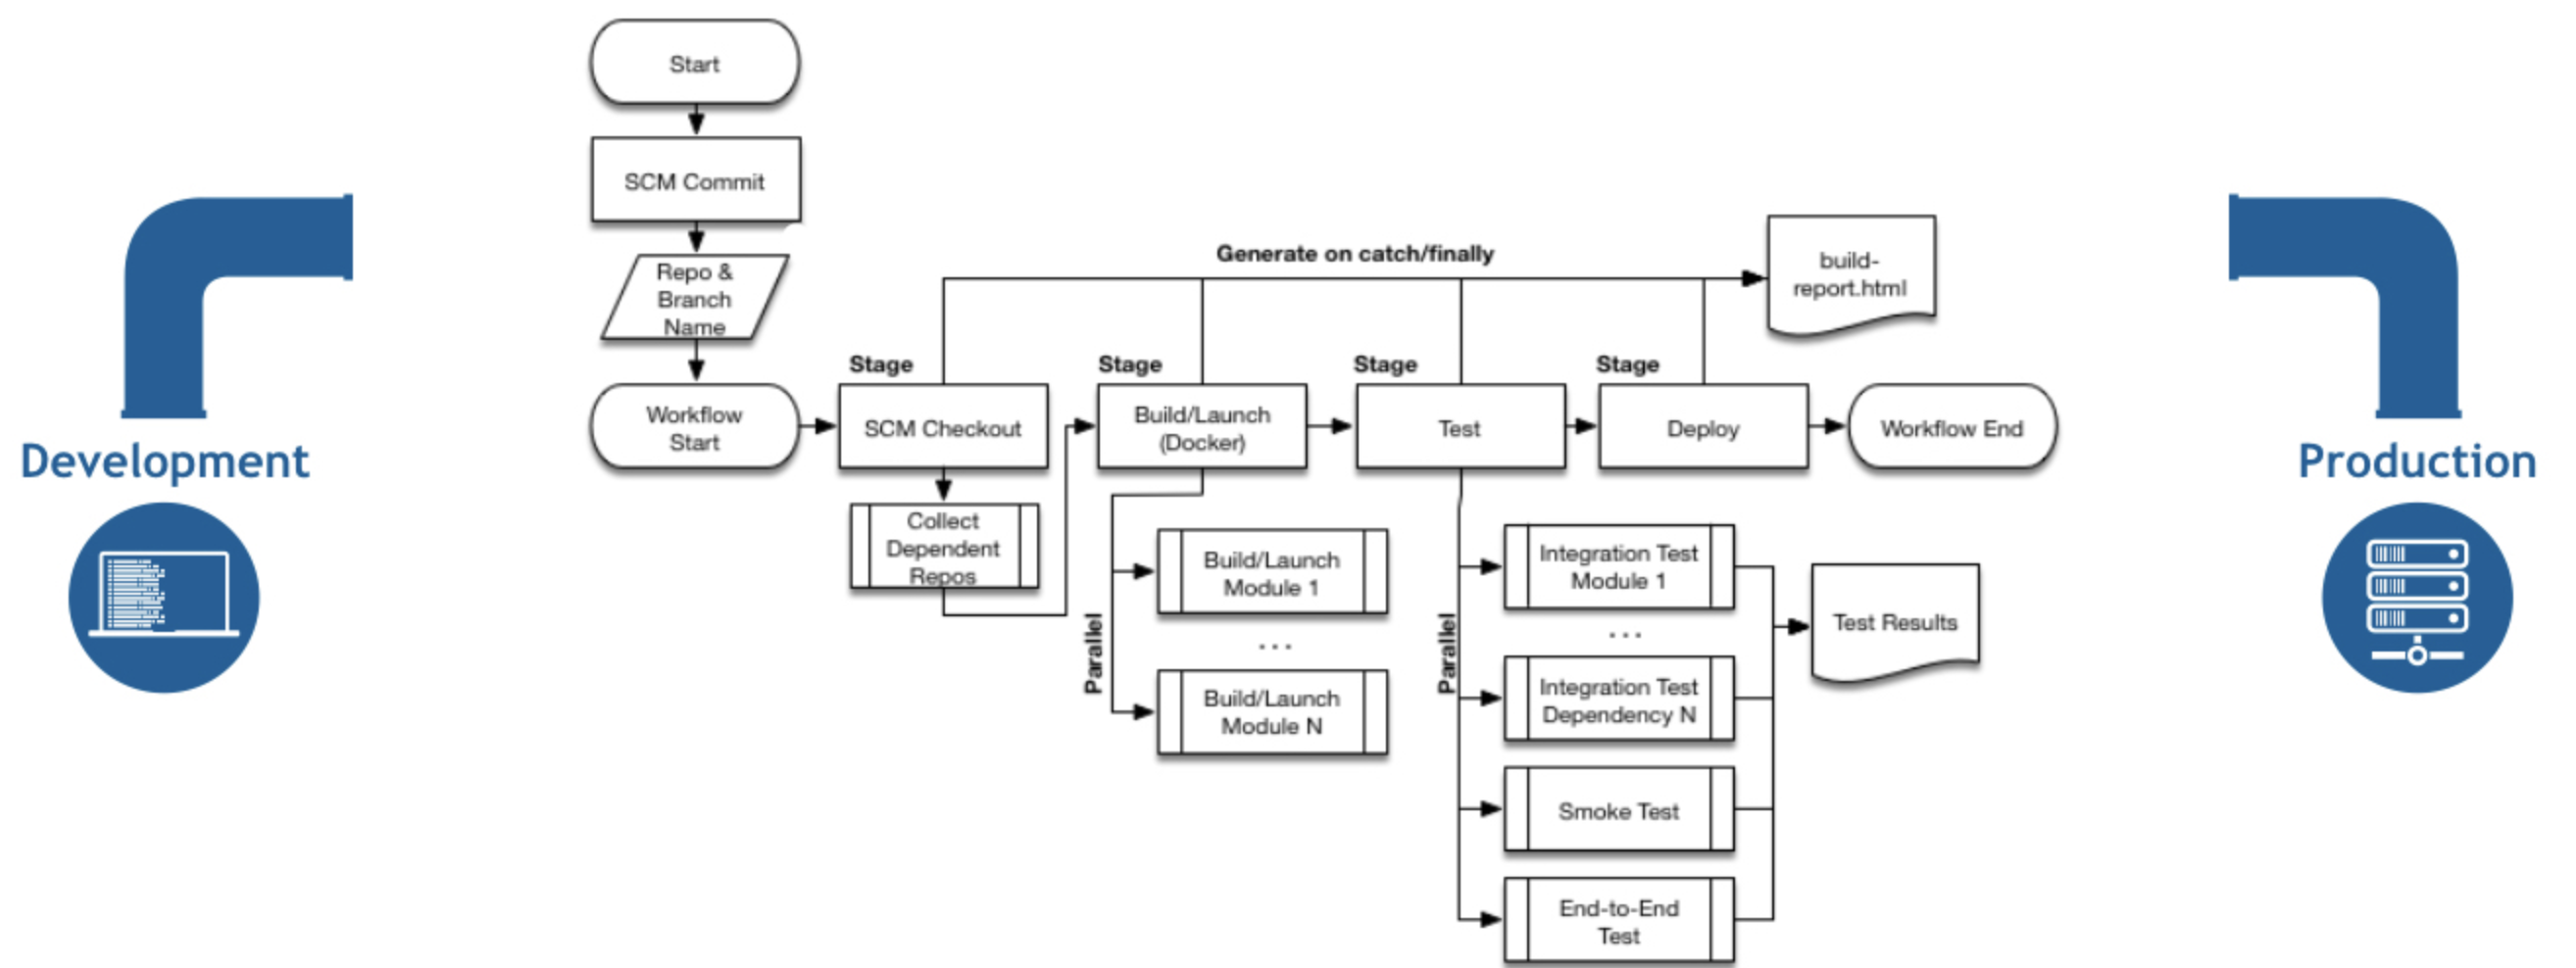 Start
SCM Commit
Repo &
Branch
Name
Workflow
Start
Development
Generate on catch/finally
build-
report.html
Stage
SCM Checkout
Collect
Dependent
Repos
Stage
Build/Launch
(Docker)
Parallel
Build/Launch
Module 1
...
Build/Launch
Module N
Stage
Test
Parallel
Integration Test
Module 1
...
Integration Test
Dependency N
Smoke Test
End-to-End
Test
Test Results
Stage
Deploy
Workflow End
Production